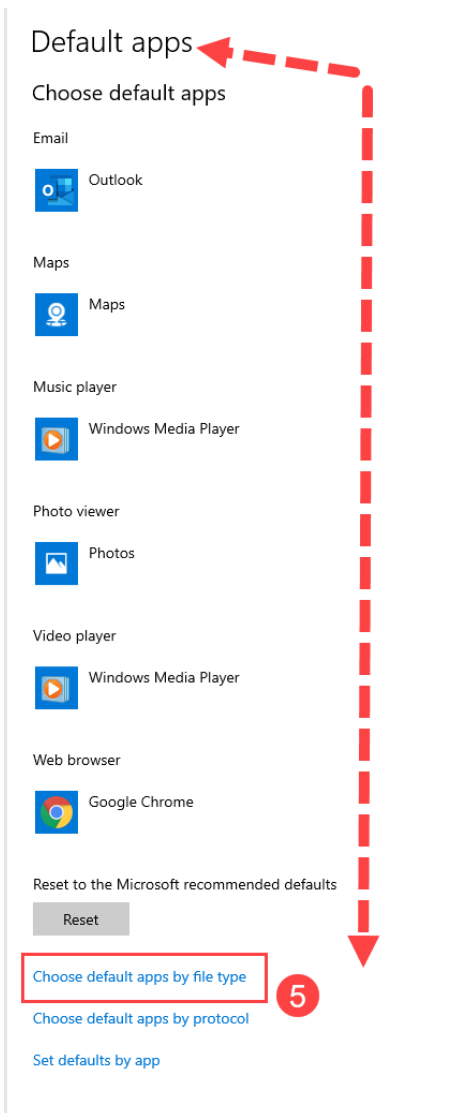 Default apps
Choose default apps
Email
Outlook
Maps
Maps
Music player
Windows Media Player
Photo viewer
Photos
Video player
Windows Media Player
Web browser
Google Chrome
Reset to the Microsoft recommended defaults
Reset
Choose default apps by file type
5
Choose default apps by protocol
Set defaults by app